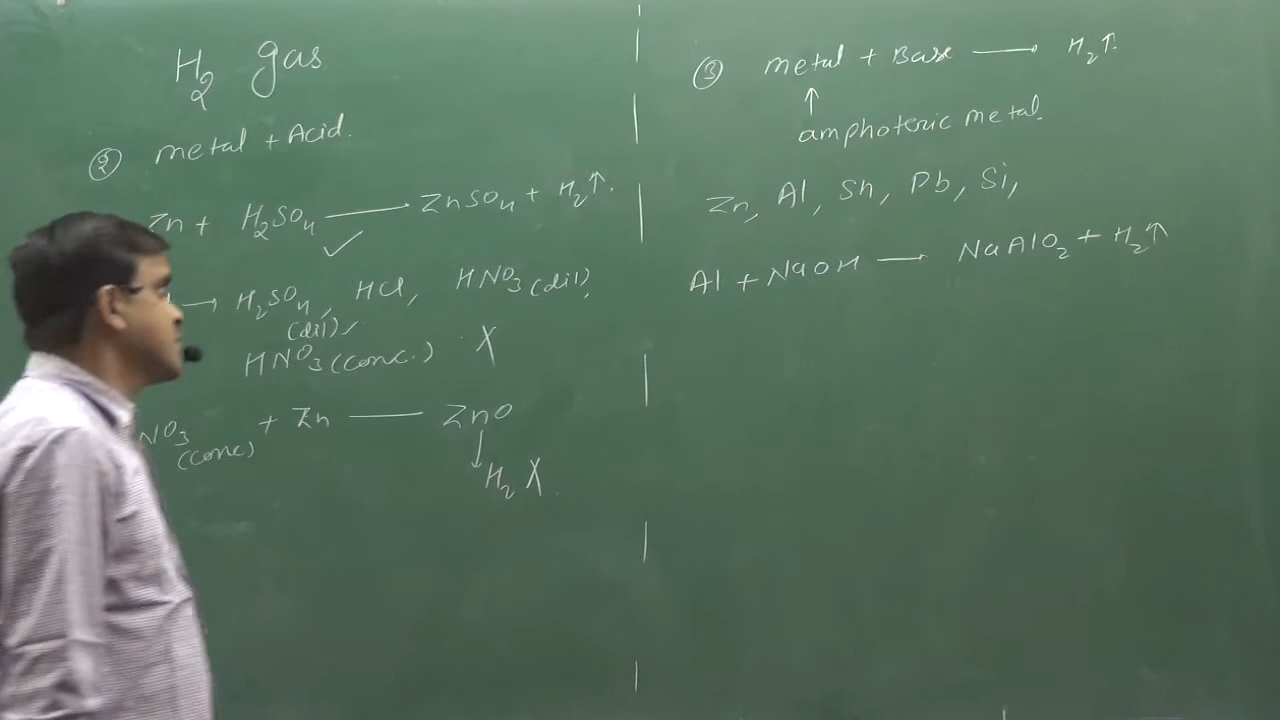 H₂ gas
② metal + Acid.
Zn + H₂SO₄ ⟶ ZnSO₄ + H₂↑.
✓
→ H₂SO₄, HCl, HNO₃ (dil),
(dil),
HNO₃ (conc.) X
NO₃ + Zn ⟶ ZnO
(conc)
↓
H₂ X
③ metal + Base ⟶ H₂↑.
↑
amphoteric metal.
Zn, Al, Sn, Pb, Si,
Al + NaOH ⟶ NaAlO₂ + H₂↑